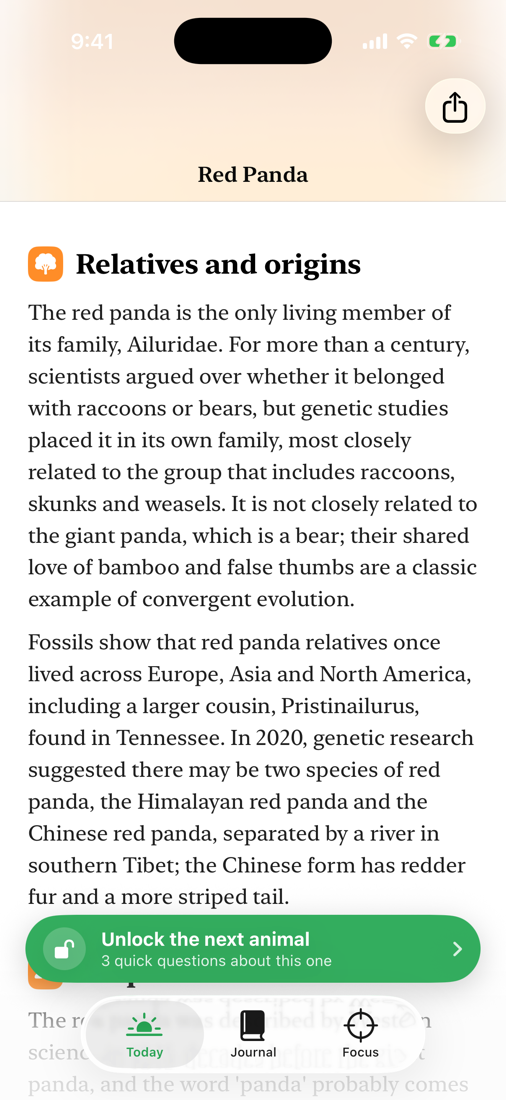 9:41
Red Panda
Relatives and origins
The red panda is the only living member of
its family, Ailuridae. For more than a century,
scientists argued over whether it belonged
with raccoons or bears, but genetic studies
placed it in its own family, most closely
related to the group that includes raccoons,
skunks and weasels. It is not closely related to
the giant panda, which is a bear; their shared
love of bamboo and false thumbs are a classic
example of convergent evolution.
Fossils show that red panda relatives once
lived across Europe, Asia and North America,
including a larger cousin, Pristinailurus,
found in Tennessee. In 2020, genetic research
suggested there may be two species of red
panda, the Himalayan red panda and the
Chinese red panda, separated by a river in
southern Tibet; the Chinese form has redder
fur and a more striped tail.
Unlock the next animal
3 quick questions about this one
The
Today
Journal
Focus
panda, and the word 'panda' probably comes